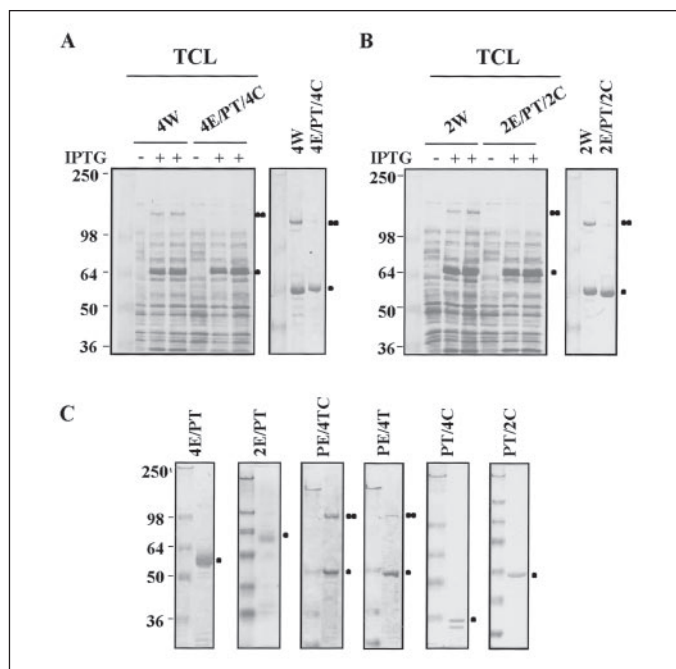 A
B
TCL
TCL
4W
4E/PT/4C
4W
4E/PT/4C
2W
2E/PT/2C
2W
2E/PT/2C
IPTG - + + - + +
IPTG - + + - + +
250
98
64
50
36
250
98
64
50
36
C
4E/PT
2E/PT
PE/4TC
PE/4T
PT/4C
PT/2C
250
98
64
50
36